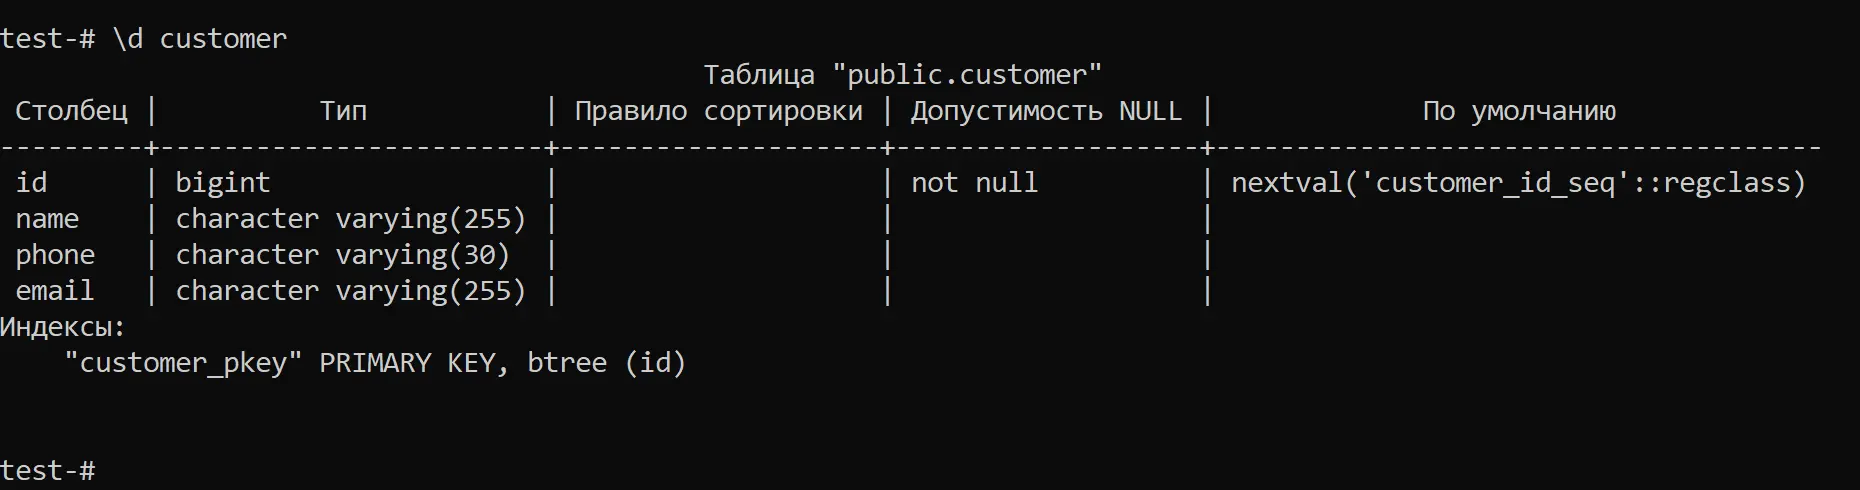 test-# \d customer
Таблица "public.customer"
Столбец | Тип | Правило сортировки | Допустимость NULL | По умолчанию
---------+------------------------+--------------------+-------------------+--------------------------------------
id | bigint | | not null | nextval('customer_id_seq'::regclass)
name | character varying(255) | | |
phone | character varying(30) | | |
email | character varying(255) | | |
Индексы:
"customer_pkey" PRIMARY KEY, btree (id)
test-#